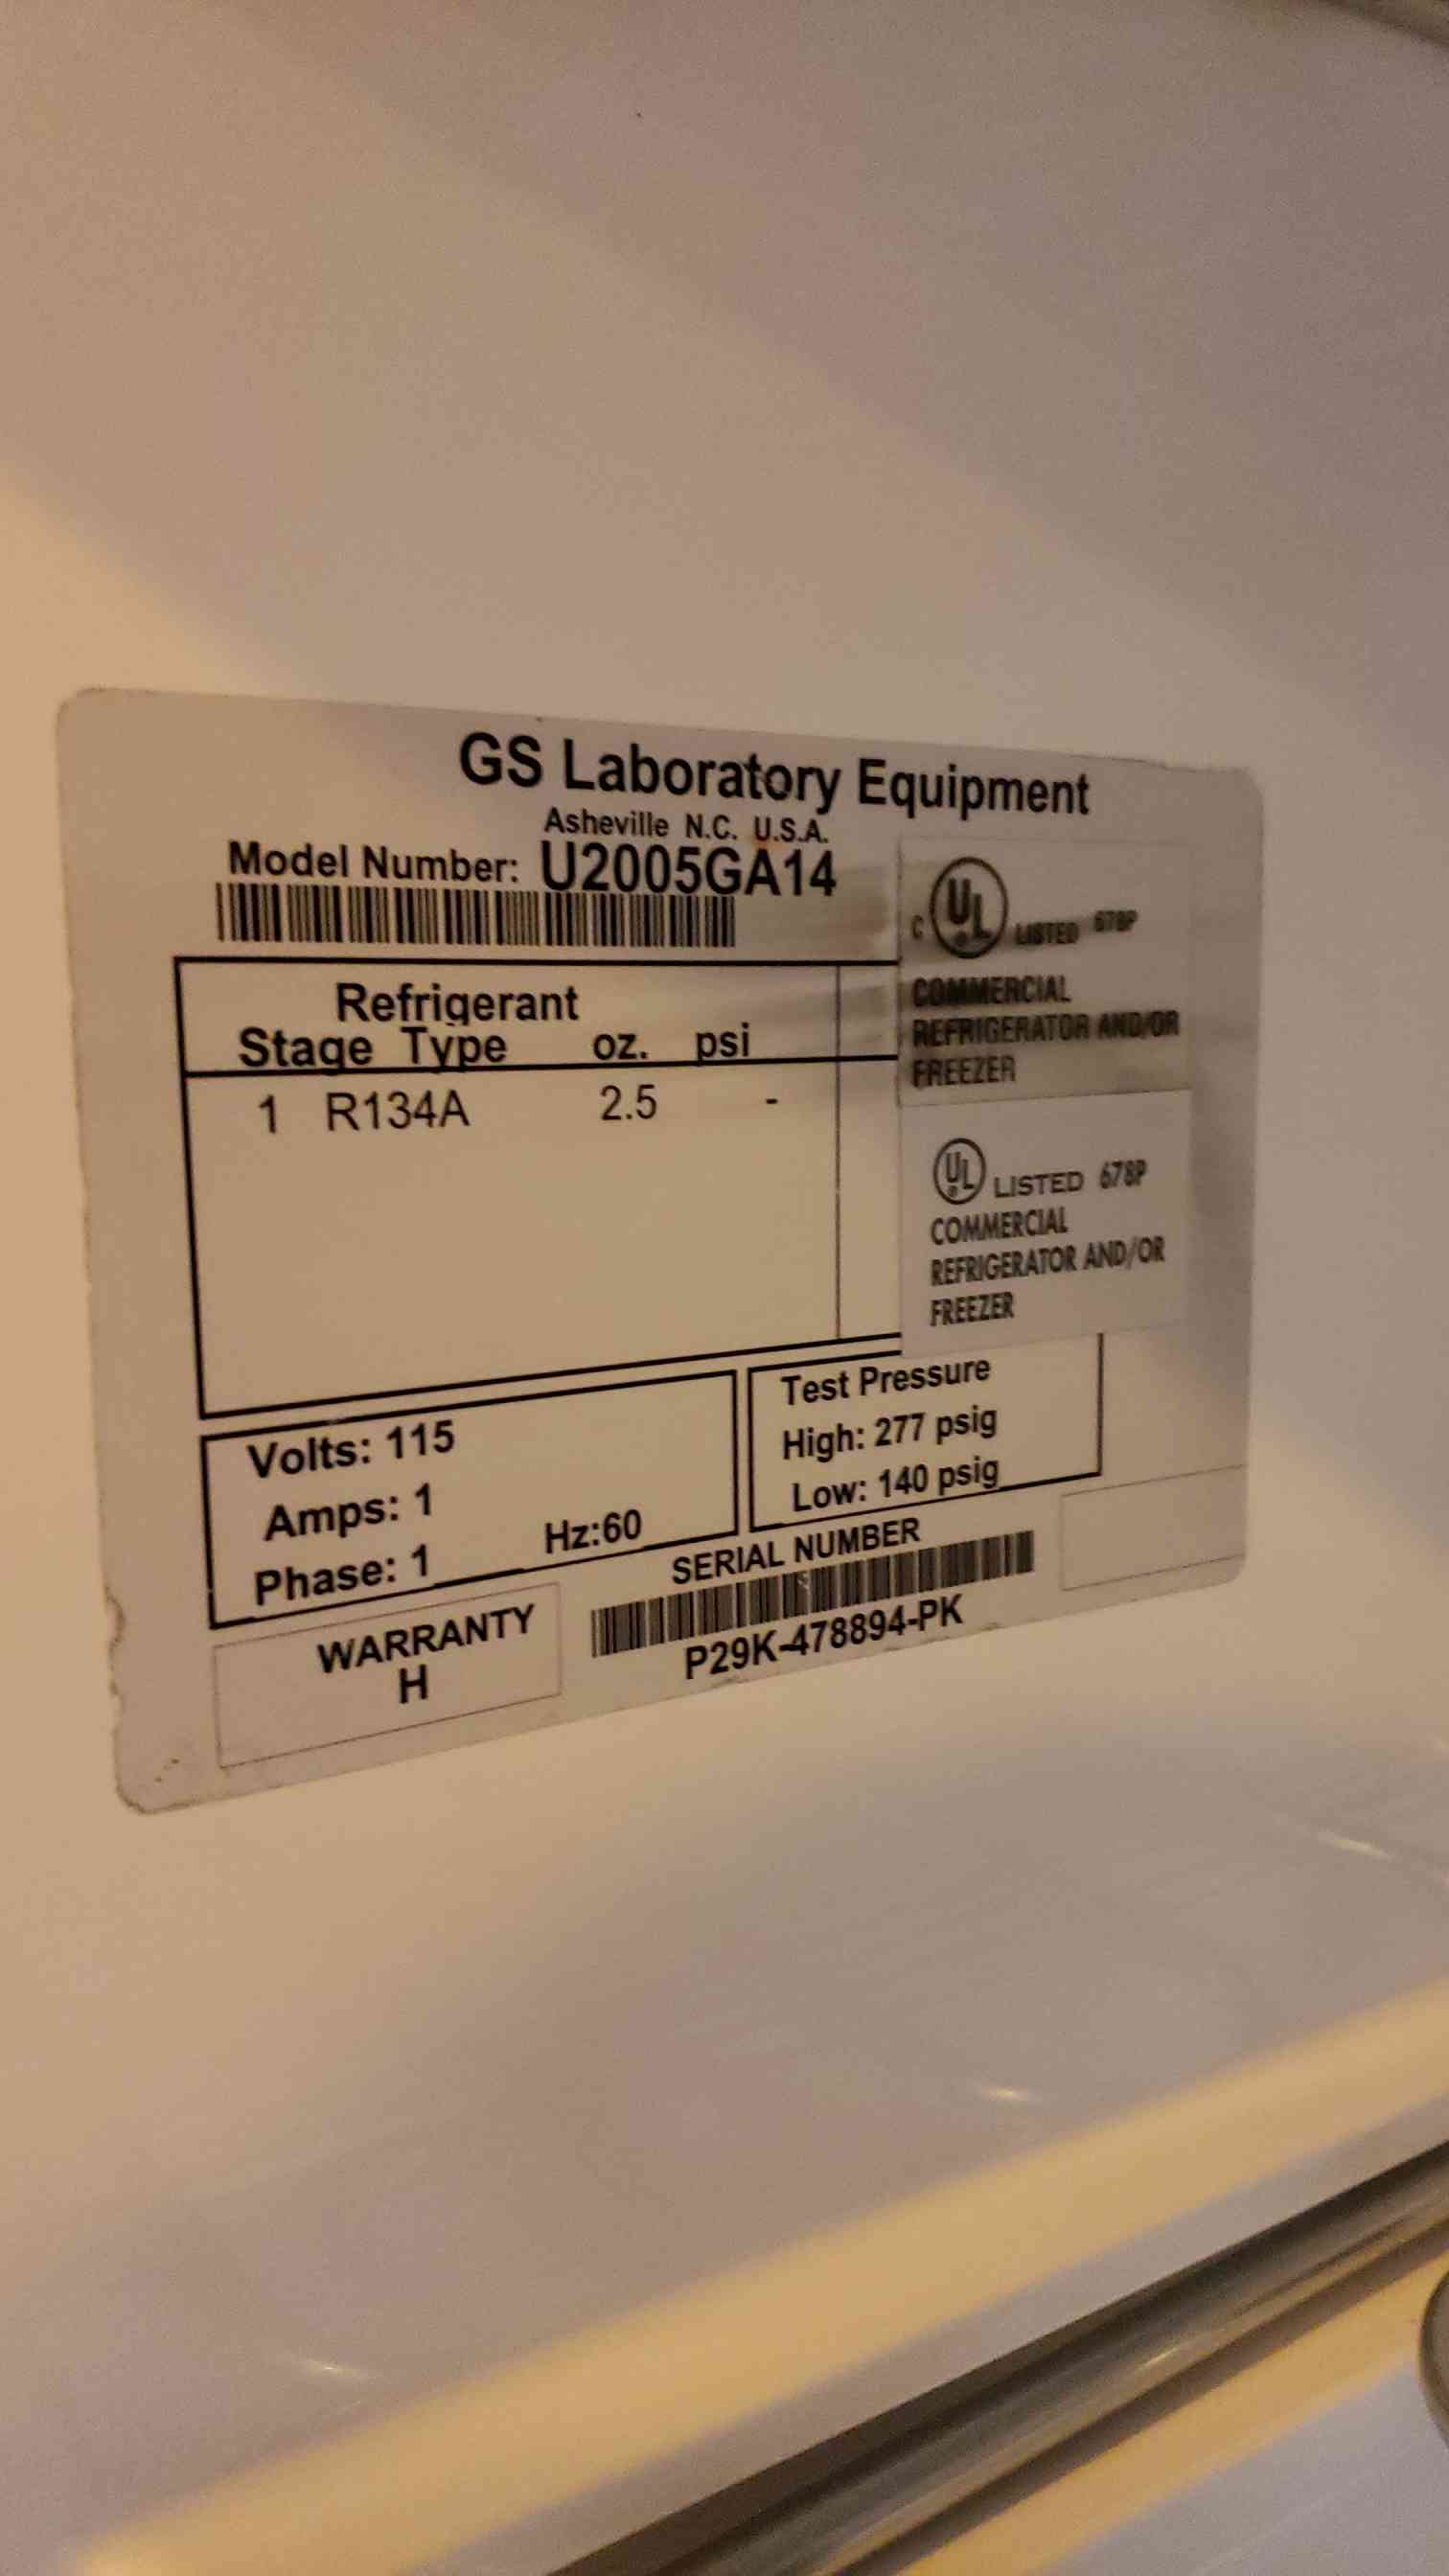 GS Laboratory Equipment
Asheville N.C. U.S.A.
Model Number: U2005GA14
C UL LISTED 678P
COMMERCIAL
REFRIGERATOR AND/OR
FREEZER
Refrigerant
Stage Type oz. psi
1 R134A 2.5 -
UL LISTED 678P
COMMERCIAL
REFRIGERATOR AND/OR
FREEZER
Volts: 115
Amps: 1
Phase: 1 Hz:60
Test Pressure
High: 277 psig
Low: 140 psig
WARRANTY
H
SERIAL NUMBER
P29K-478894-PK